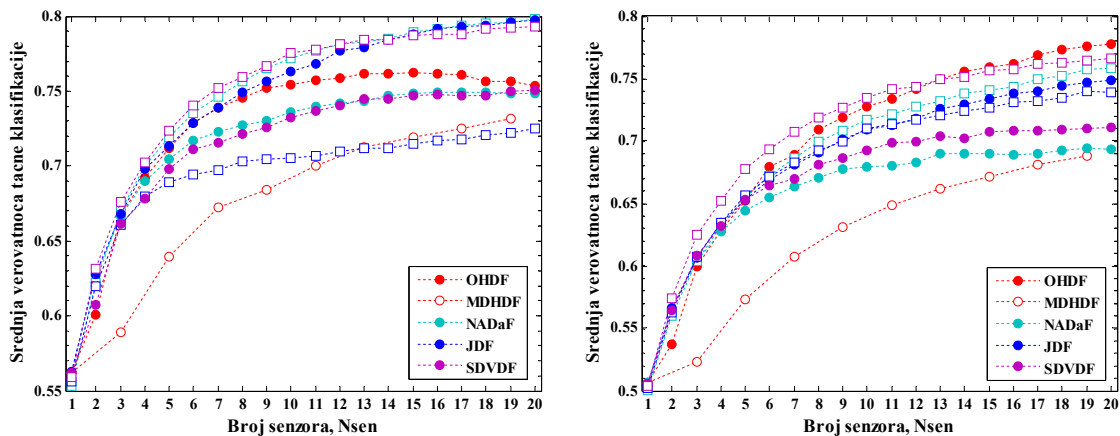 Srednja verovatnoca tacne klasifikacije
0.8
0.75
0.7
0.65
0.6
0.55
1 2 3 4 5 6 7 8 9 10 11 12 13 14 15 16 17 18 19 20
Broj senzora, Nsen
OHDF
MDHDF
NADaF
JDF
SDVDF
Srednja verovatnoca tacne klasifikacije
0.8
0.75
0.7
0.65
0.6
0.55
0.5
1 2 3 4 5 6 7 8 9 10 11 12 13 14 15 16 17 18 19 20
Broj senzora, Nsen
OHDF
MDHDF
NADaF
JDF
SDVDF